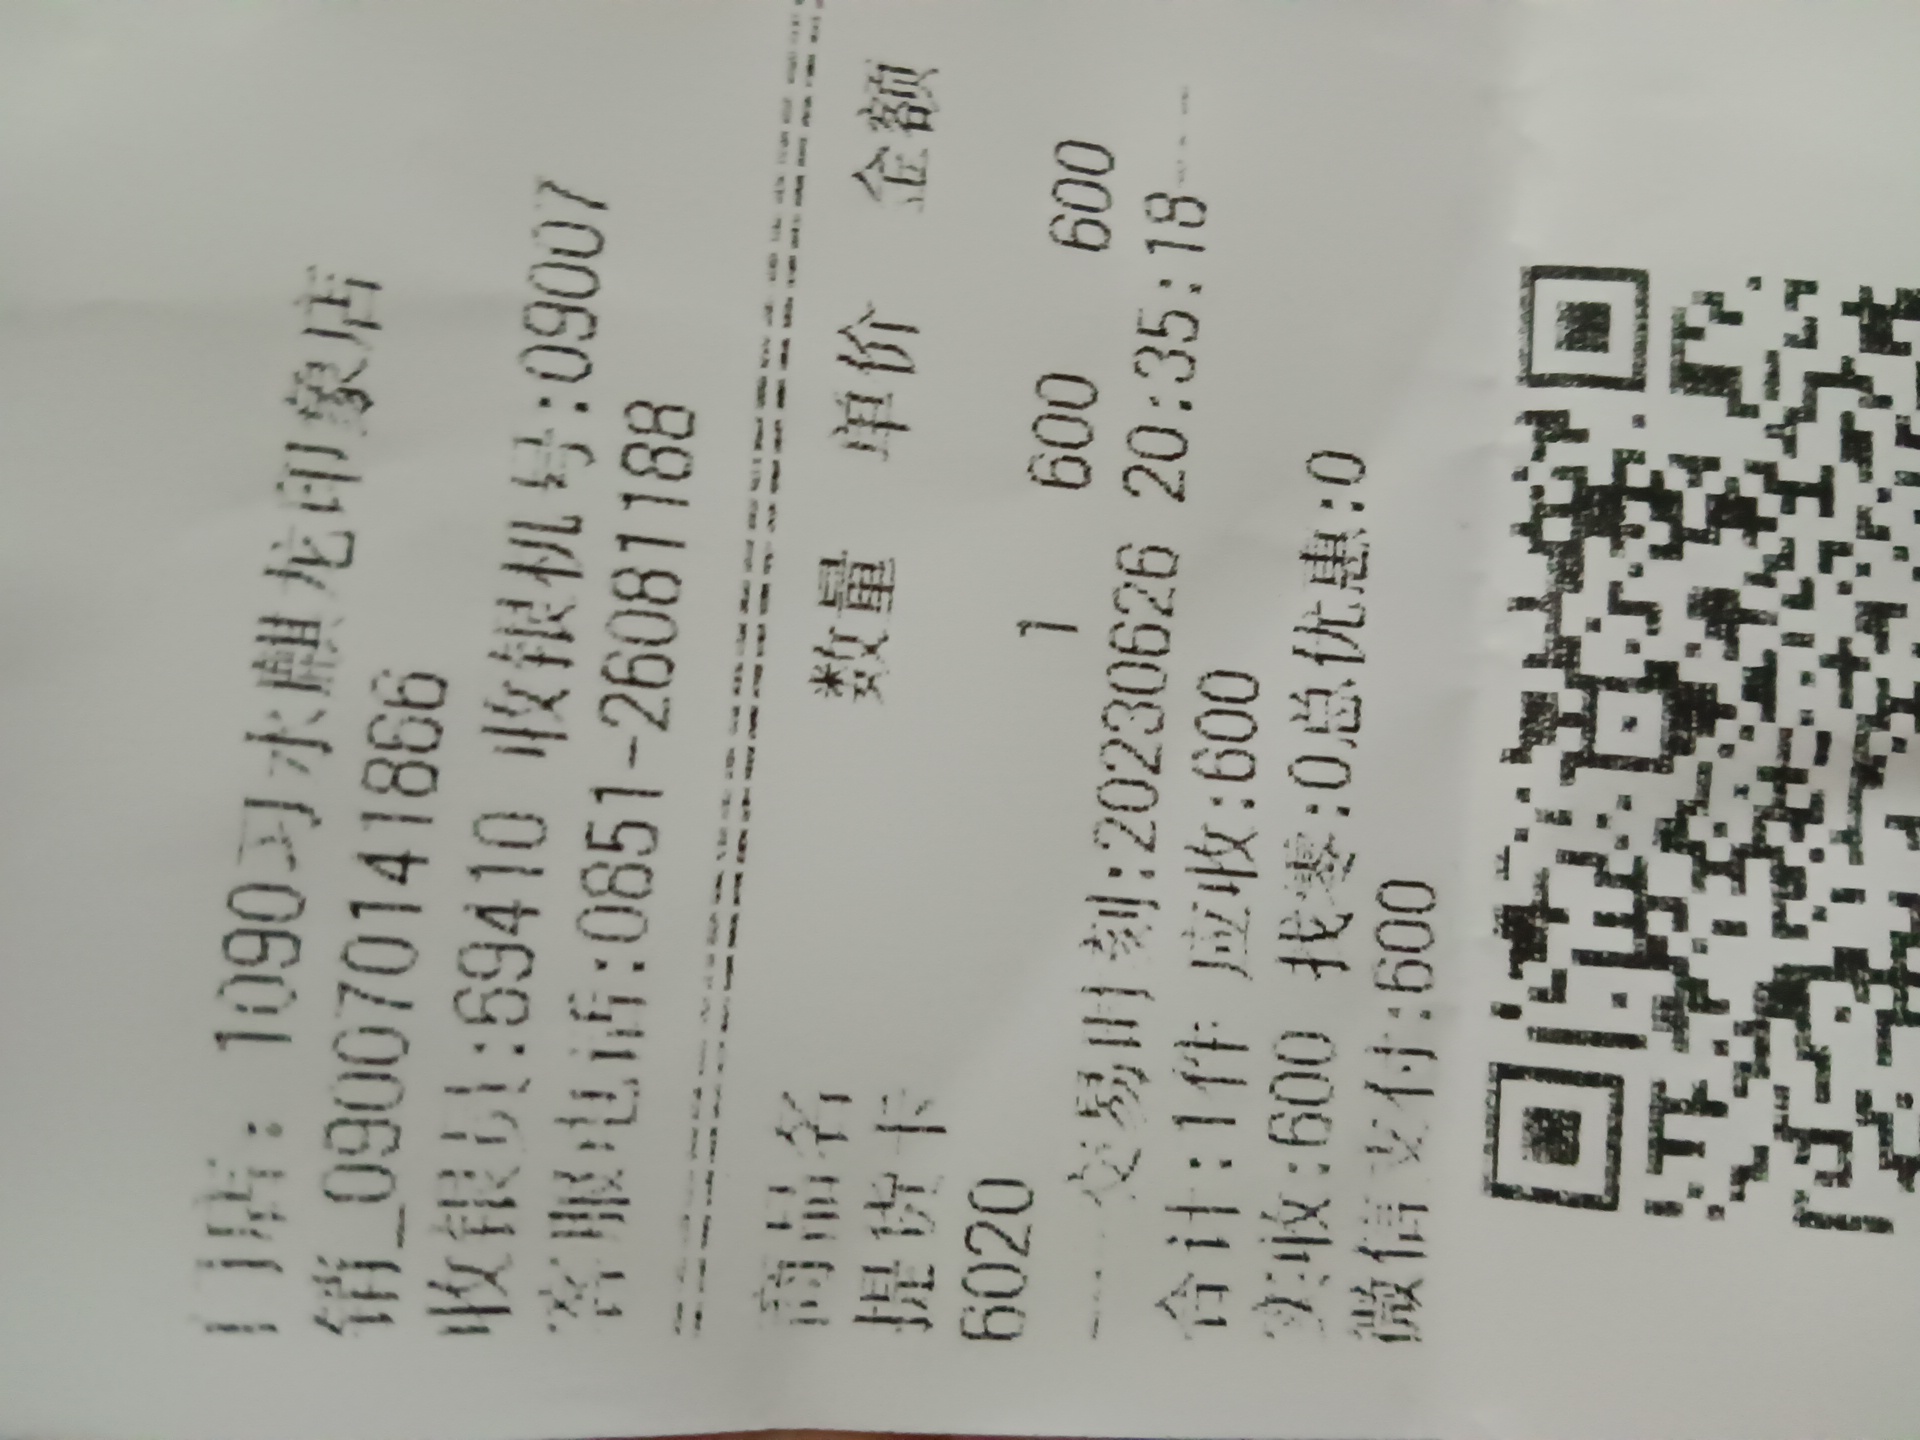 门店: 1090习水麒龙印象店
销_090070141866
收银员:59410 收银机号:09007
客服电话:0851-26081188
商品名 数量 单价 金额
提货卡
6020 1 600 600
----交易时刻:20230626 20:35:18----
合计:1件 应收:600
实收:600 找零:0总优惠:0
微信支付:600